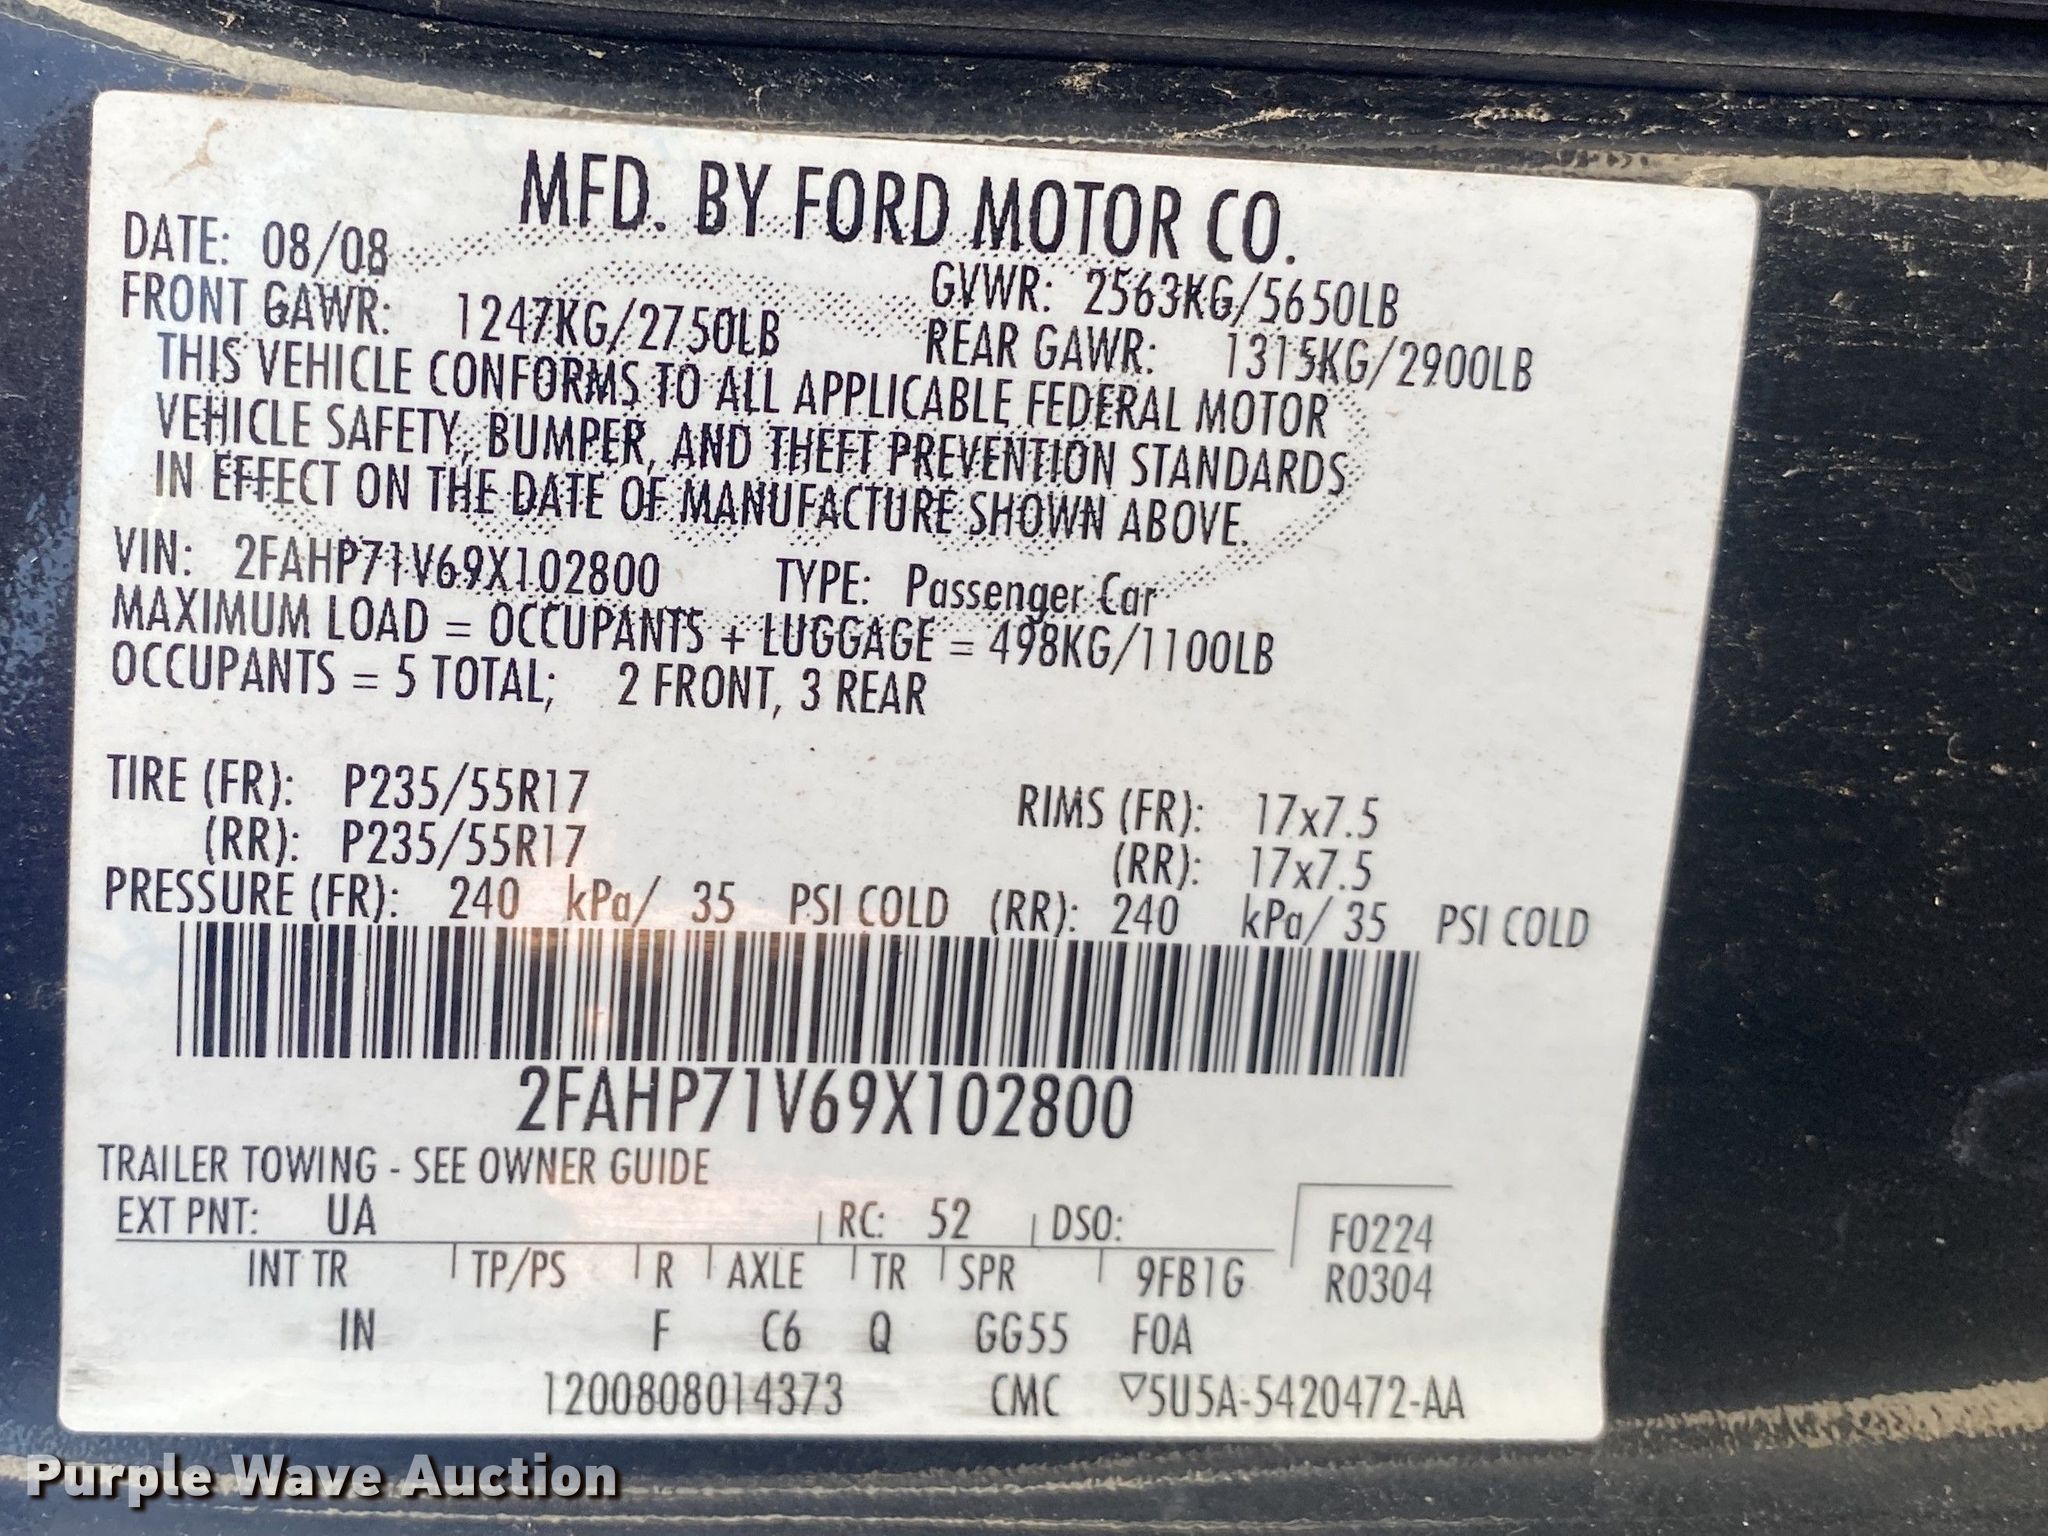 MFD. BY FORD MOTOR CO.
DATE: 08/08
GVWR: 2563KG/5650LB
FRONT GAWR: 1247KG/2750LB
REAR GAWR: 1315KG/2900LB
THIS VEHICLE CONFORMS TO ALL APPLICABLE FEDERAL MOTOR
VEHICLE SAFETY, BUMPER, AND THEFT PREVENTION STANDARDS
IN EFFECT ON THE DATE OF MANUFACTURE SHOWN ABOVE.
VIN: 2FAHP71V69X102800 TYPE: Passenger Car
MAXIMUM LOAD = OCCUPANTS + LUGGAGE = 498KG/1100LB
OCCUPANTS = 5 TOTAL; 2 FRONT, 3 REAR
TIRE (FR): P235/55R17 RIMS (FR): 17x7.5
(RR): P235/55R17 (RR): 17x7.5
PRESSURE (FR): 240 kPa/ 35 PSI COLD (RR): 240 kPa/ 35 PSI COLD
2FAHP71V69X102800
TRAILER TOWING - SEE OWNER GUIDE
EXT PNT: UA RC: 52 DSO: F0224
INT TR TP/PS R AXLE TR SPR 9FB1G R0304
IN F C6 Q GG55 FOA
1200808014373 CMC ▽5U5A-5420472-AA
Purple Wave Auction